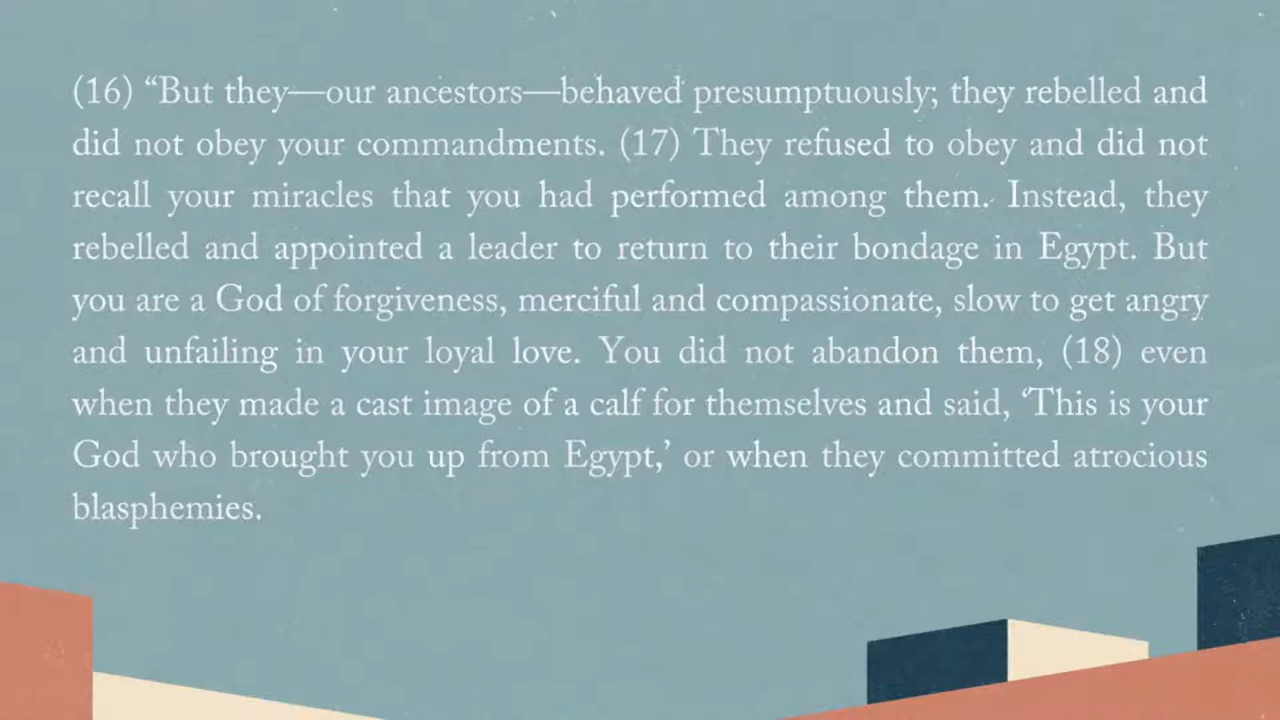 (16) “But they—our ancestors—behaved presumptuously; they rebelled and
did not obey your commandments. (17) They refused to obey and did not
recall your miracles that you had performed among them. Instead, they
rebelled and appointed a leader to return to their bondage in Egypt. But
you are a God of forgiveness, merciful and compassionate, slow to get angry
and unfailing in your loyal love. You did not abandon them, (18) even
when they made a cast image of a calf for themselves and said, ‘This is your
God who brought you up from Egypt,’ or when they committed atrocious
blasphemies.